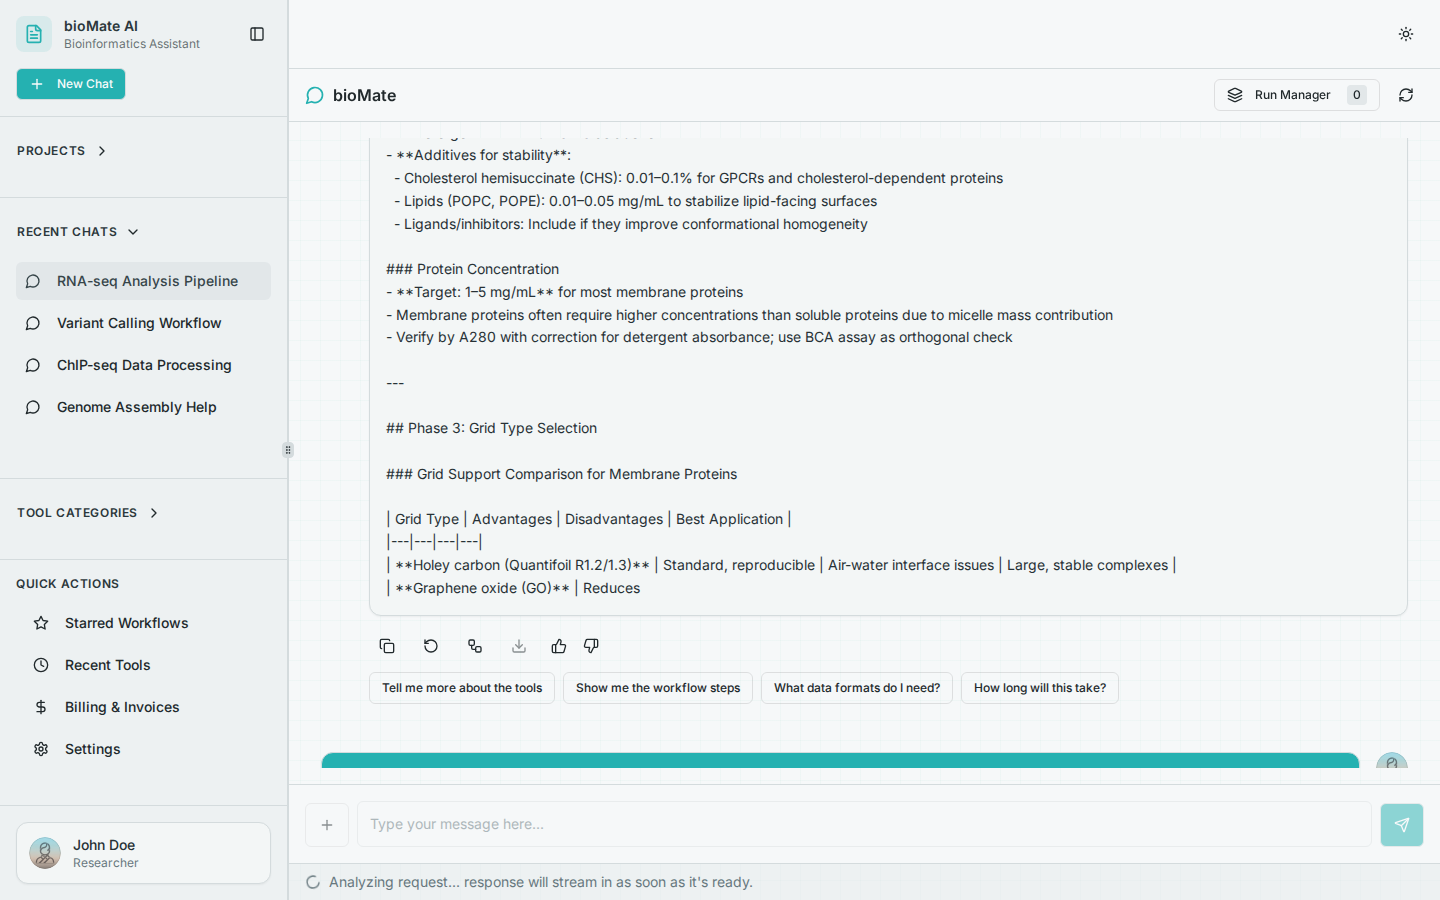 bioMate AI
Bioinformatics Assistant
New Chat
PROJECTS
RECENT CHATS
RNA-seq Analysis Pipeline
Variant Calling Workflow
ChIP-seq Data Processing
Genome Assembly Help
TOOL CATEGORIES
QUICK ACTIONS
Starred Workflows
Recent Tools
Billing & Invoices
Settings
John Doe
Researcher
bioMate
Run Manager 0
- **Additives for stability**:
- Cholesterol hemisuccinate (CHS): 0.01–0.1% for GPCRs and cholesterol-dependent proteins
- Lipids (POPC, POPE): 0.01–0.05 mg/mL to stabilize lipid-facing surfaces
- Ligands/inhibitors: Include if they improve conformational homogeneity
### Protein Concentration
- **Target: 1–5 mg/mL** for most membrane proteins
- Membrane proteins often require higher concentrations than soluble proteins due to micelle mass contribution
- Verify by A280 with correction for detergent absorbance; use BCA assay as orthogonal check
---
## Phase 3: Grid Type Selection
### Grid Support Comparison for Membrane Proteins
| Grid Type | Advantages | Disadvantages | Best Application |
|---|---|---|---|
| **Holey carbon (Quantifoil R1.2/1.3)** | Standard, reproducible | Air-water interface issues | Large, stable complexes |
| **Graphene oxide (GO)** | Reduces
Tell me more about the tools
Show me the workflow steps
What data formats do I need?
How long will this take?
Type your message here...
Analyzing request... response will stream in as soon as it's ready.